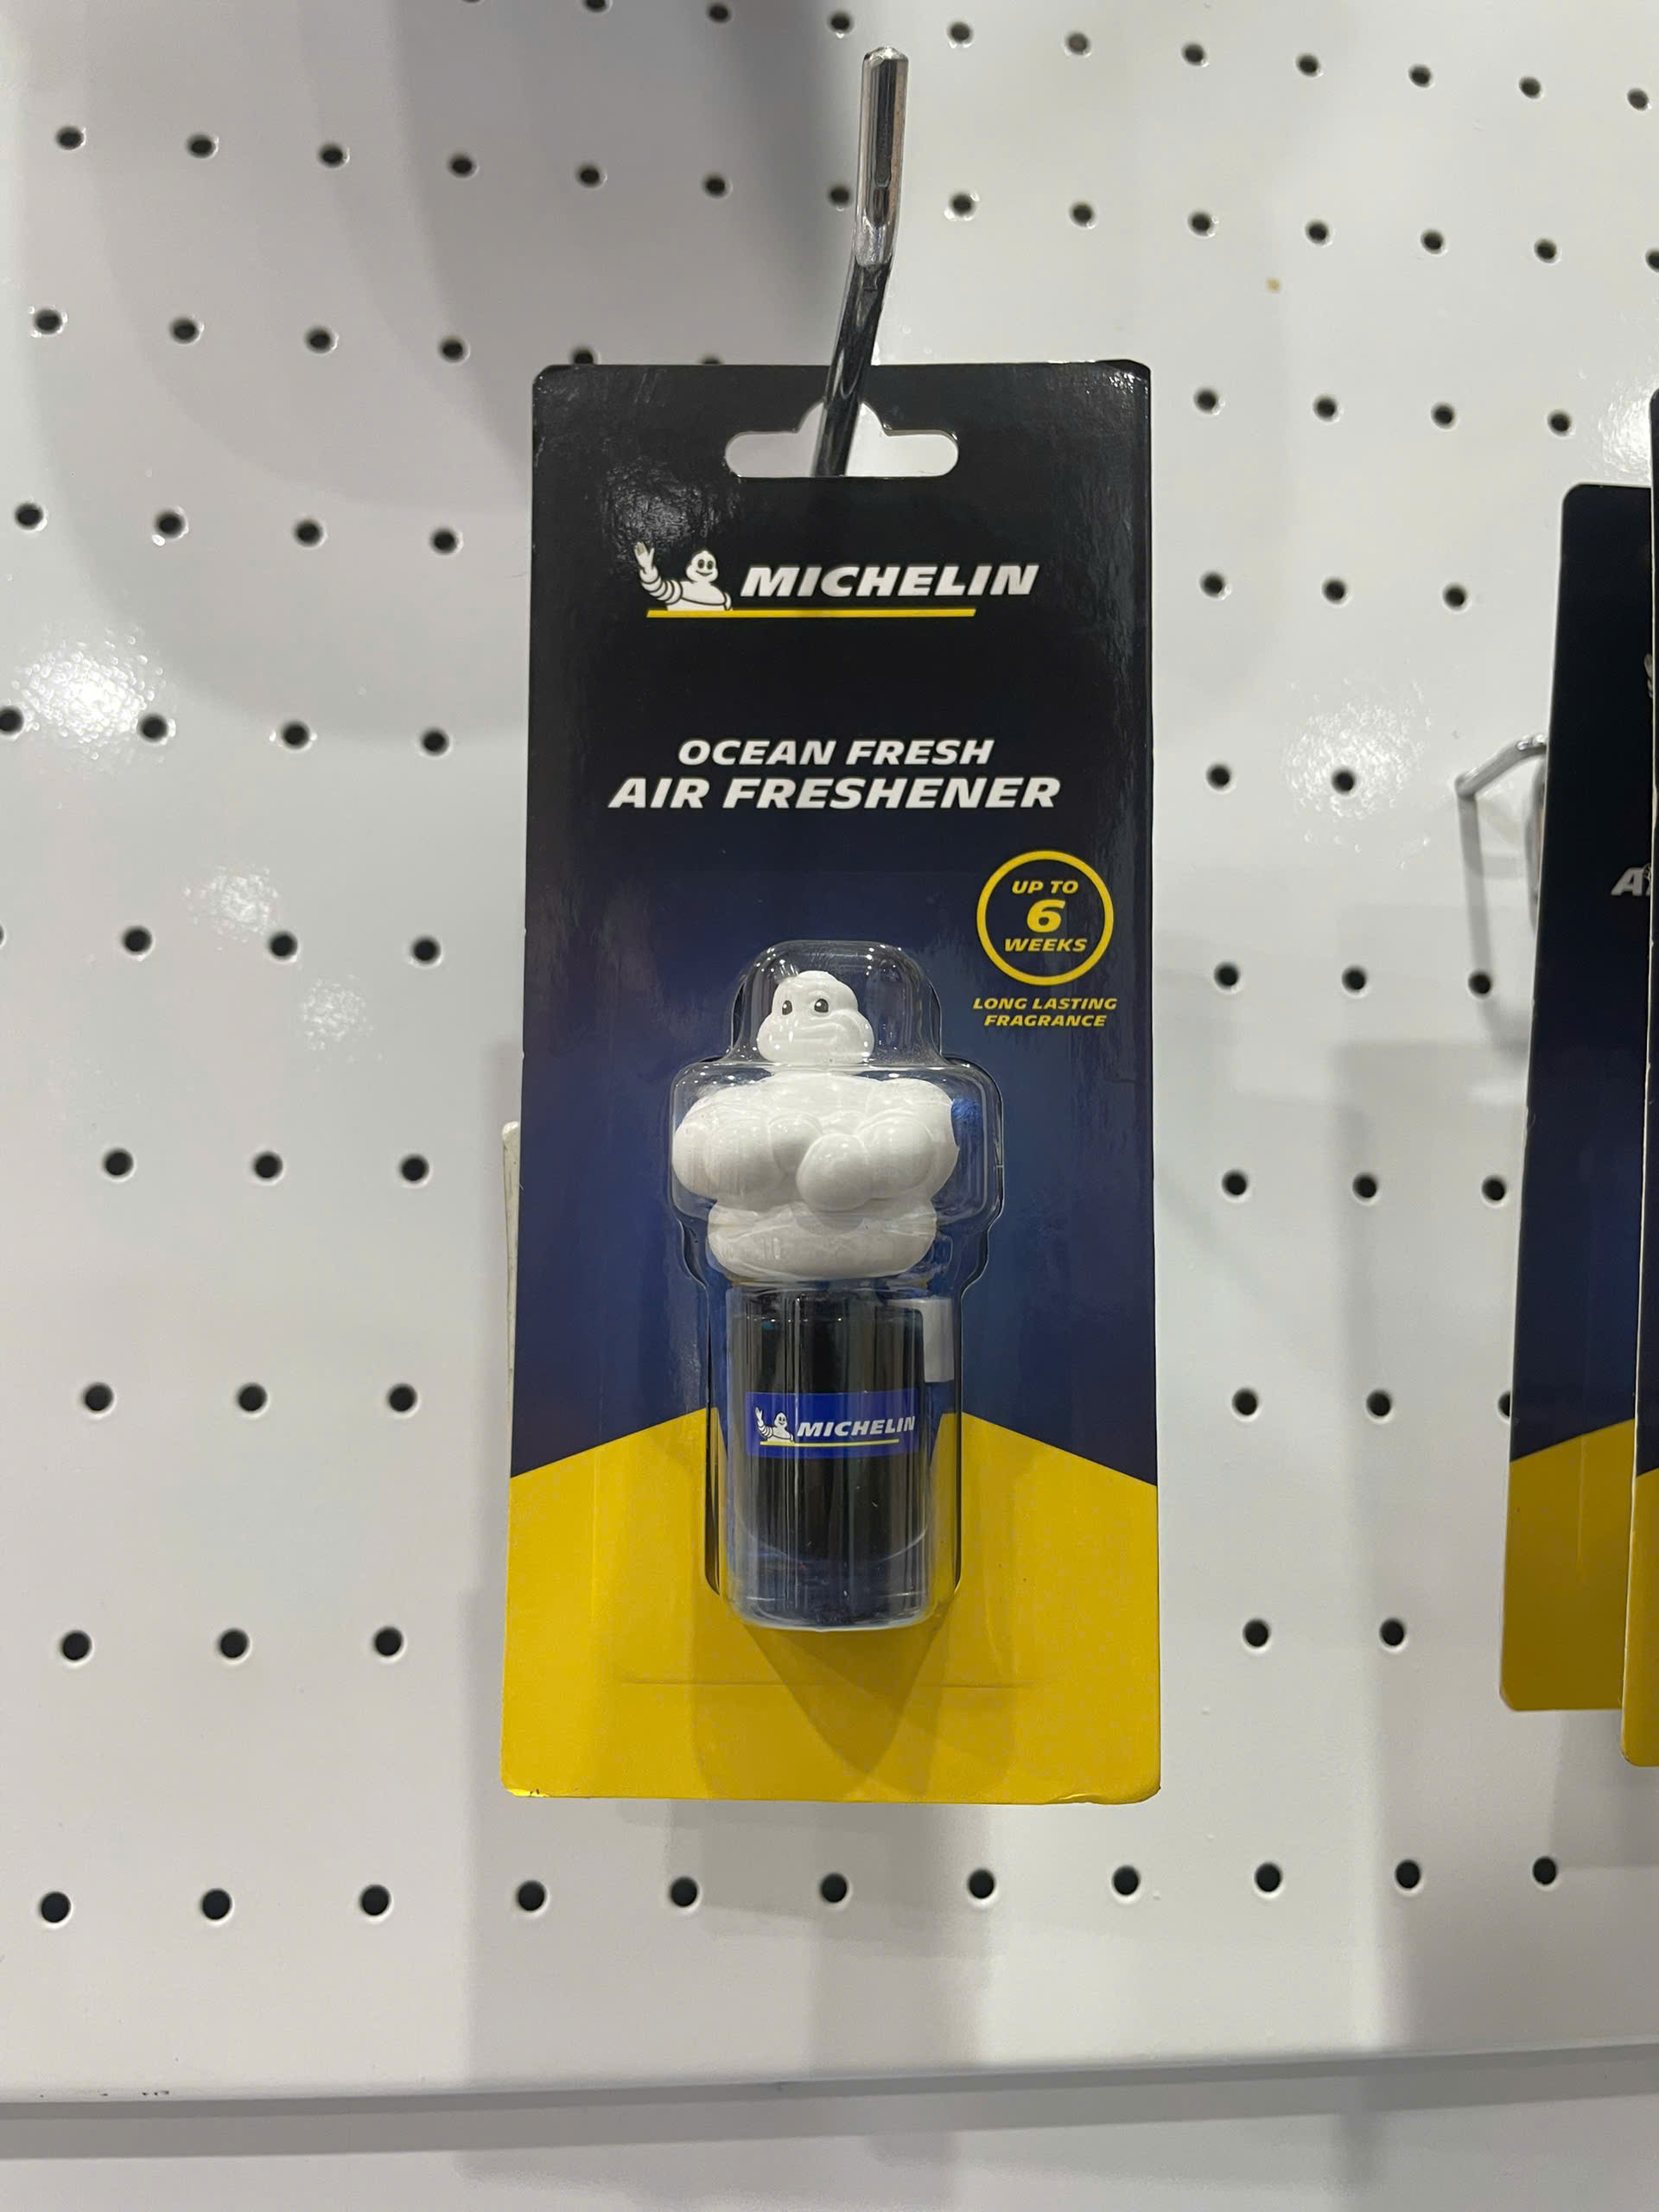 MICHELIN
OCEAN FRESH
AIR FRESHENER
UP TO
6
WEEKS
LONG LASTING
FRAGRANCE
MICHELIN